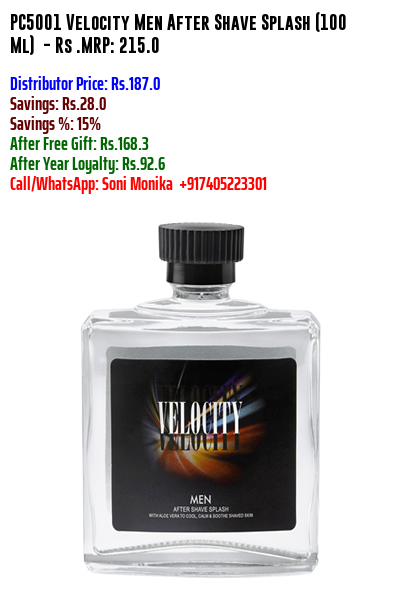 PC5001 Velocity Men After Shave Splash (100
Ml) - Rs .MRP: 215.0
Distributor Price: Rs.187.0
Savings: Rs.28.0
Savings %: 15%
After Free Gift: Rs.168.3
After Year Loyalty: Rs.92.6
Call/WhatsApp: Soni Monika +917405223301
VELOCITY
VELOCITY
MEN
AFTER SHAVE SPLASH
WITH ALOE VERA TO COOL, CALM & SOOTHE SHAVED SKIN